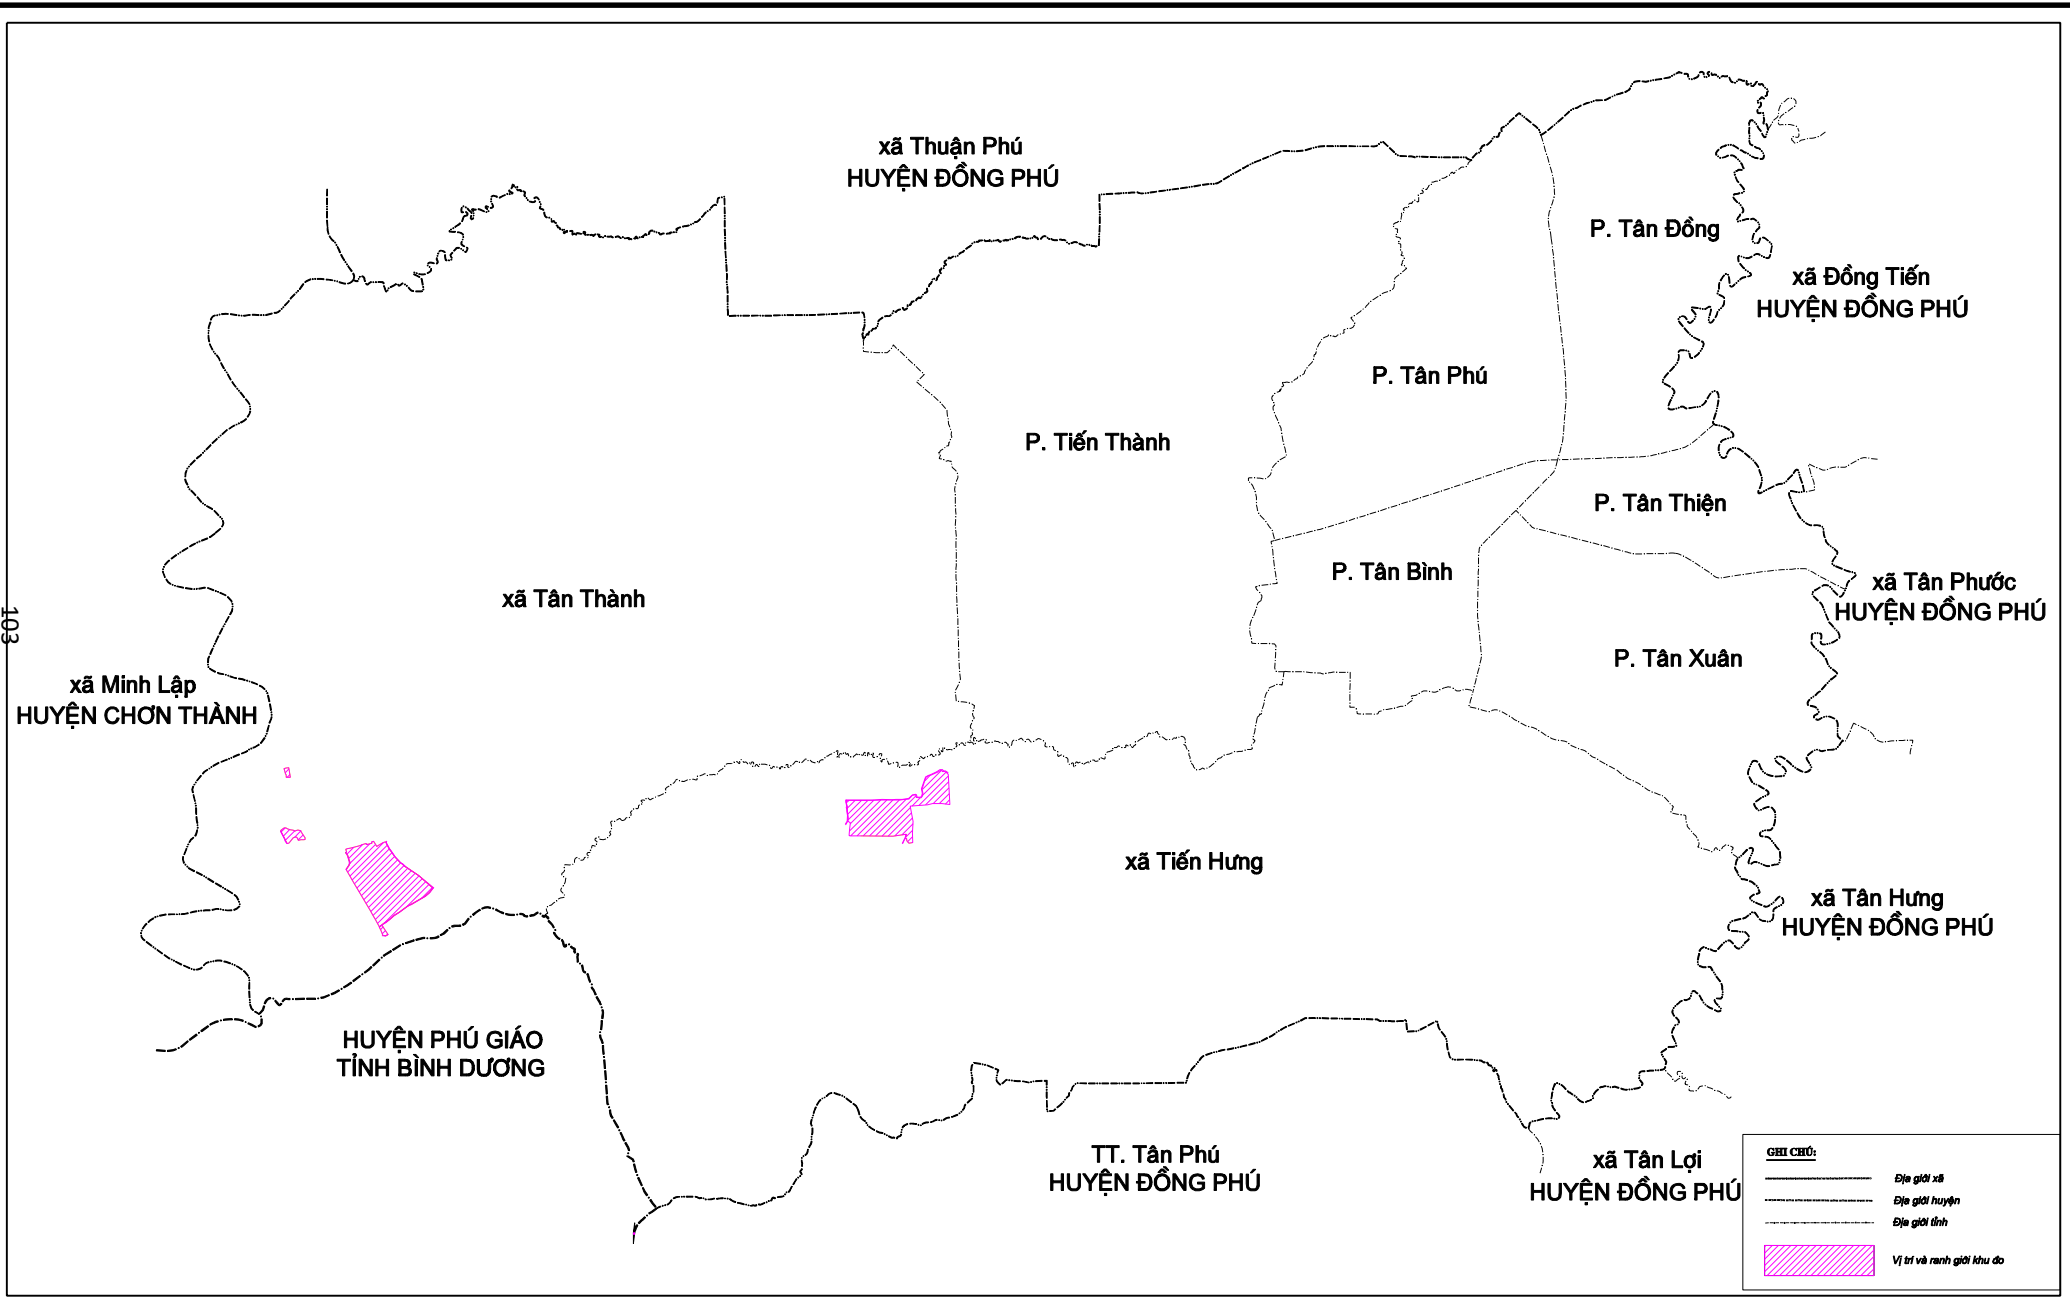 xã Thuận Phú
HUYỆN ĐỒNG PHÚ
P. Tân Đồng
xã Đồng Tiến
HUYỆN ĐỒNG PHÚ
P. Tân Phú
P. Tiến Thành
P. Tân Thiện
P. Tân Bình
xã Tân Phước
HUYỆN ĐỒNG PHÚ
xã Tân Thành
103
P. Tân Xuân
xã Minh Lập
HUYỆN CHƠN THÀNH
xã Tiến Hưng
xã Tân Hưng
HUYỆN ĐỒNG PHÚ
HUYỆN PHÚ GIÁO
TỈNH BÌNH DƯƠNG
TT. Tân Phú
HUYỆN ĐỒNG PHÚ
xã Tân Lợi
HUYỆN ĐỒNG PHÚ
GHI CHÚ:
Địa giới xã
Địa giới huyện
Địa giới tỉnh
Vị trí và ranh giới khu đo